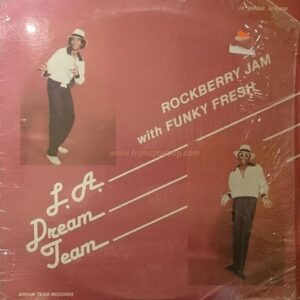 ROCKBERRY JAM
with FUNKY FRESH
www.hiphopbackup.com
L.A.
Dream
Team
DREAM TEAM RECORDS